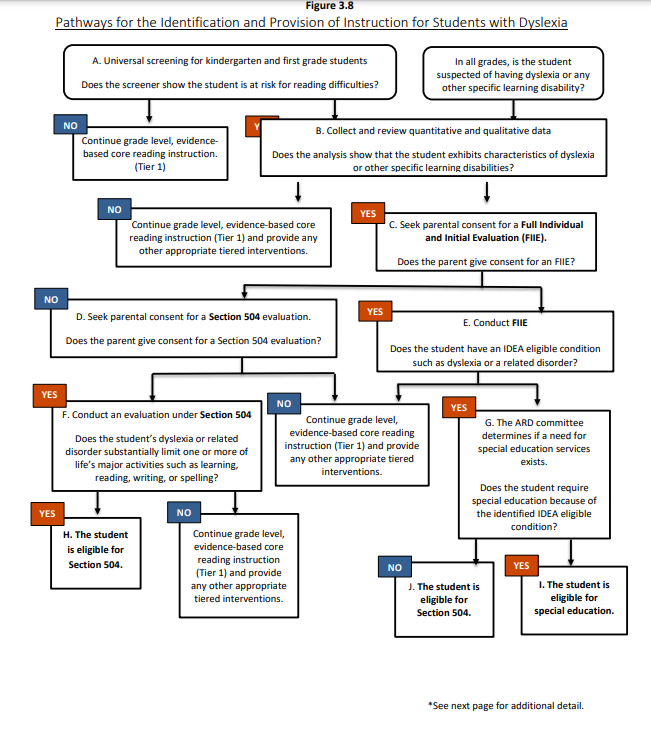 Figure 3.8
Pathways for the Identification and Provision of Instruction for Students with Dyslexia
A. Universal screening for kindergarten and first grade students
Does the screener show the student is at risk for reading difficulties?
In all grades, is the student
suspected of having dyslexia or any
other specific learning disability?
NO
Continue grade level, evidence-
based core reading instruction.
(Tier 1)
Y
B. Collect and review quantitative and qualitative data
Does the analysis show that the student exhibits characteristics of dyslexia
or other specific learning disabilities?
NO
Continue grade level, evidence-based core
reading instruction (Tier 1) and provide any
other appropriate tiered interventions.
YES
C. Seek parental consent for a Full Individual
and Initial Evaluation (FIIE).
Does the parent give consent for an FIIE?
NO
D. Seek parental consent for a Section 504 evaluation.
Does the parent give consent for a Section 504 evaluation?
YES
E. Conduct FIIE
Does the student have an IDEA eligible condition
such as dyslexia or a related disorder?
YES
F. Conduct an evaluation under Section 504
Does the student's dyslexia or related
disorder substantially limit one or more of
life's major activities such as learning,
reading, writing, or spelling?
NO
Continue grade level,
evidence-based core reading
instruction (Tier 1) and provide
any other appropriate tiered
interventions.
YES
G. The ARD committee
determines if a need for
special education services
exists.
Does the student require
special education because of
the identified IDEA eligible
condition?
YES
H. The student
is eligible for
Section 504.
NO
Continue grade level,
evidence-based core
reading instruction
(Tier 1) and provide
any other appropriate
tiered interventions.
NO
J. The student is
eligible for
Section 504.
YES
I. The student is
eligible for
special education.
*See next page for additional detail.